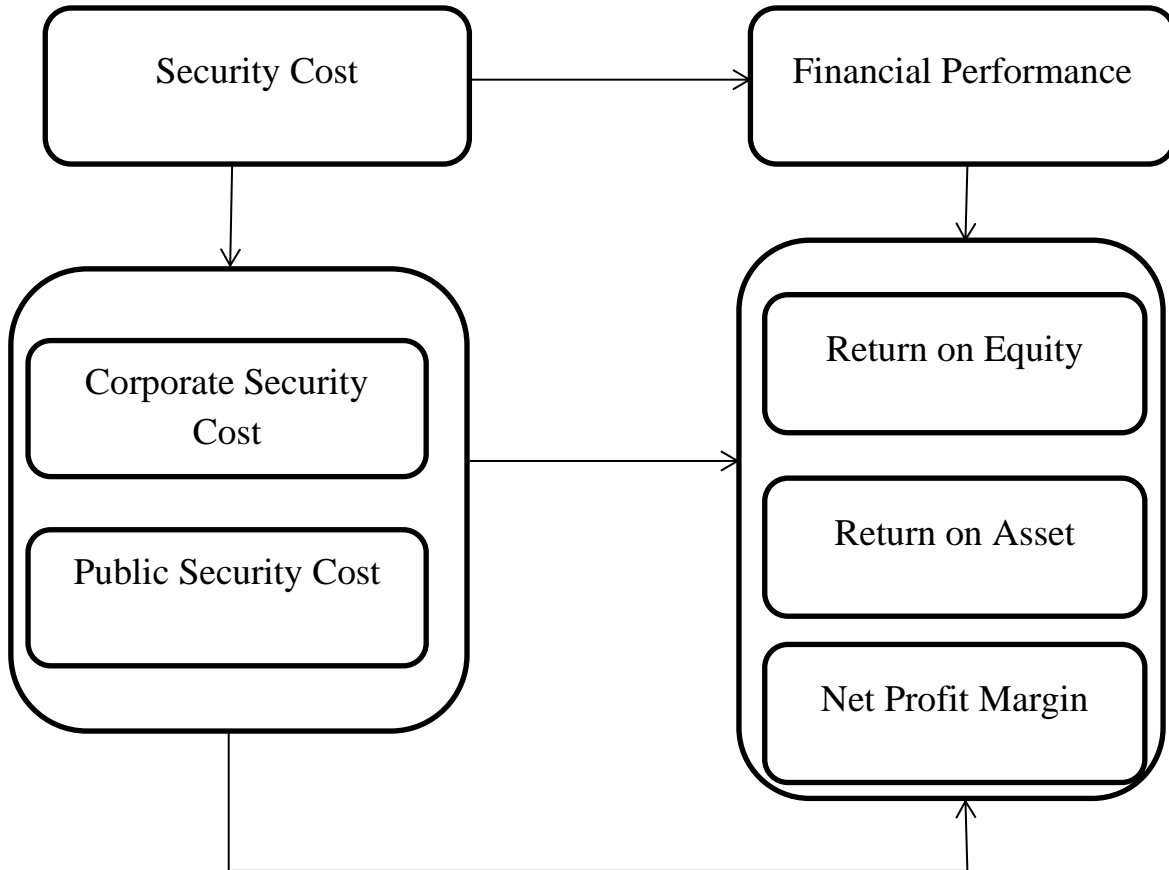 Security Cost
Financial Performance
Corporate Security
Cost
Public Security Cost
Return on Equity
Return on Asset
Net Profit Margin